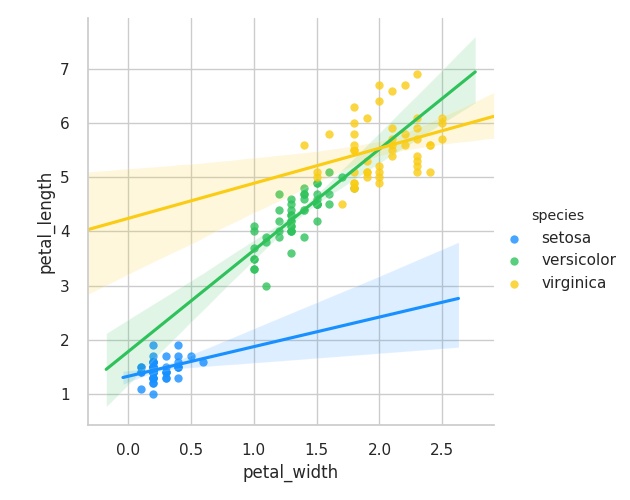 7
6
5
4
3
2
1
petal_length
0.0 0.5 1.0 1.5 2.0 2.5
petal_width
species
setosa
versicolor
virginica